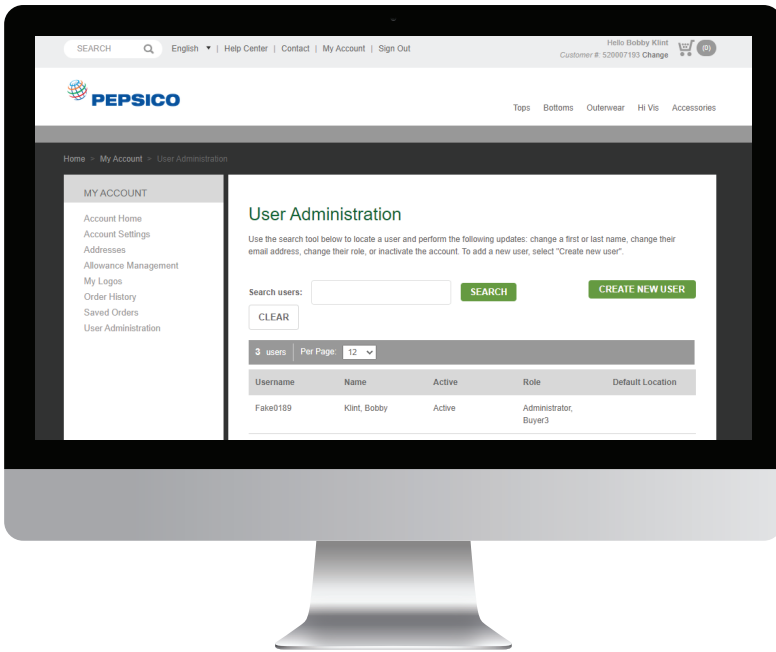 SEARCH English ▼ | Help Center | Contact | My Account | Sign Out
Hello Bobby Klint
Customer #: 520007193 Change (0)
PEPSICO
Tops Bottoms Outerwear Hi Vis Accessories
Home > My Account > User Administration
MY ACCOUNT
Account Home
Account Settings
Addresses
Allowance Management
My Logos
Order History
Saved Orders
User Administration
User Administration
Use the search tool below to locate a user and perform the following updates: change a first or last name, change their
email address, change their role, or inactivate the account. To add a new user, select "Create new user".
Search users: SEARCH CREATE NEW USER
CLEAR
3 users Per Page: 12
Username Name Active Role Default Location
Fake0189 Klint, Bobby Active Administrator,
Buyer3